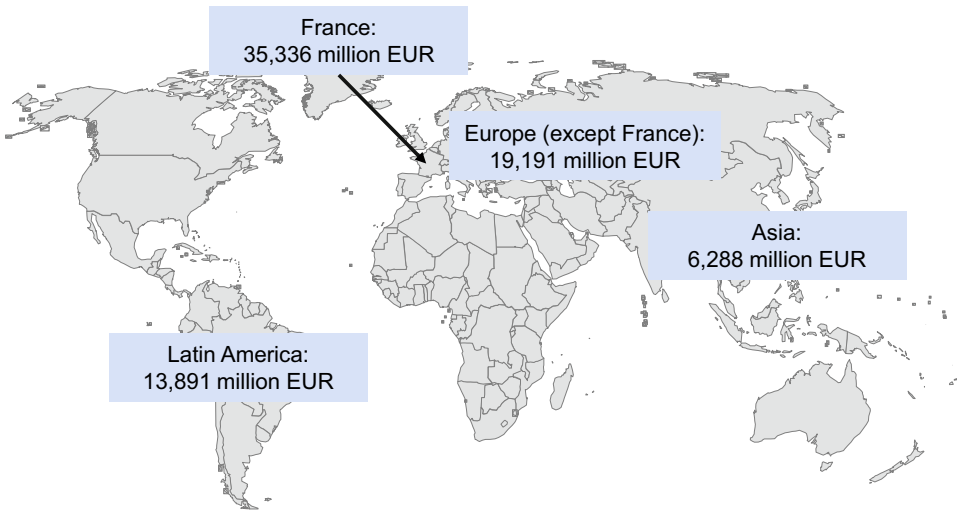 France:
35,336 million EUR
Europe (except France):
19,191 million EUR
Asia:
6,288 million EUR
Latin America:
13,891 million EUR